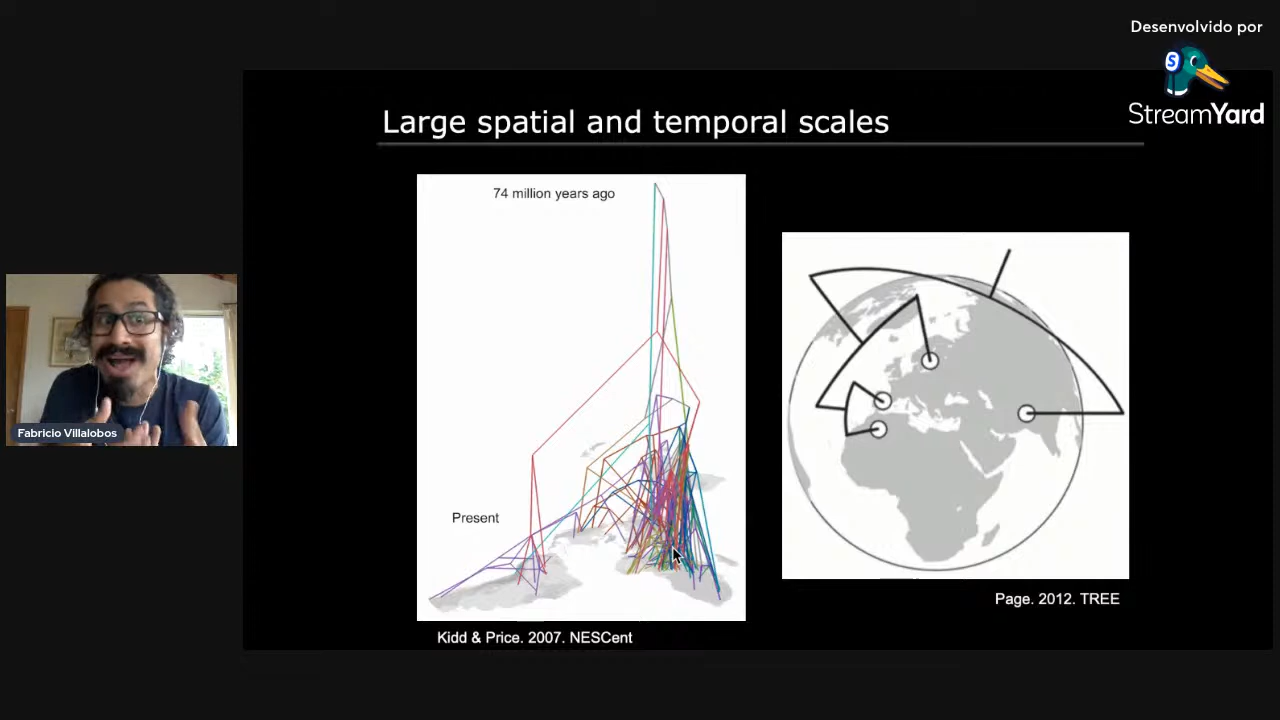 Desenvolvido por
S
StreamYard
Large spatial and temporal scales
74 million years ago
Present
Fabricio Villalobos
Page. 2012. TREE
Kidd & Price. 2007. NESCent